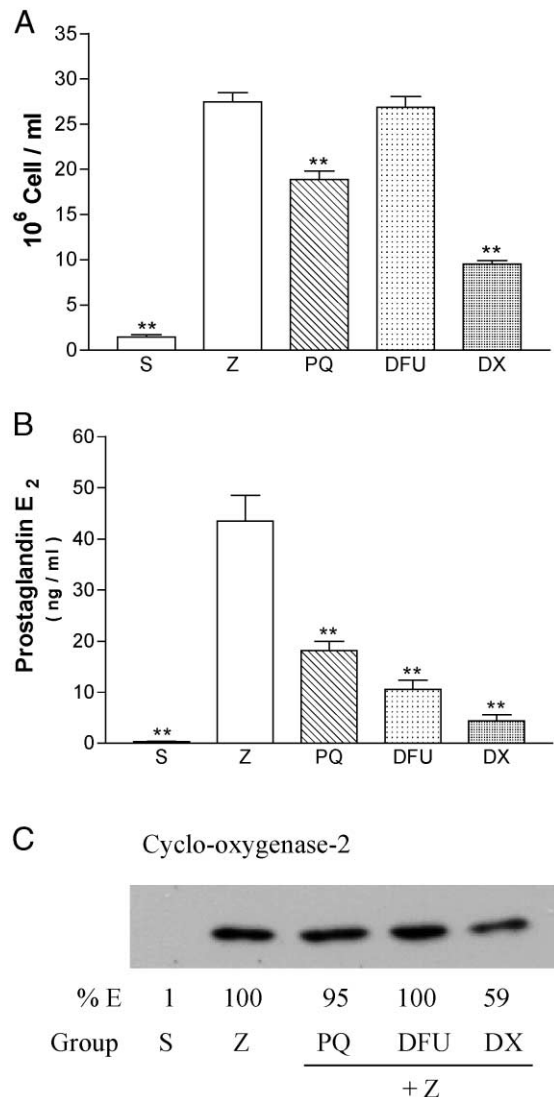 A
10⁶ Cell / ml
35
30
25
20
15
10
5
0
**
**
**
S Z PQ DFU DX
B
Prostaglandin E ₂
( ng / ml )
60
50
40
30
20
10
0
**
**
**
**
S Z PQ DFU DX
C
Cyclo-oxygenase-2
% E 1 100 95 100 59
Group S Z PQ DFU DX
+ Z